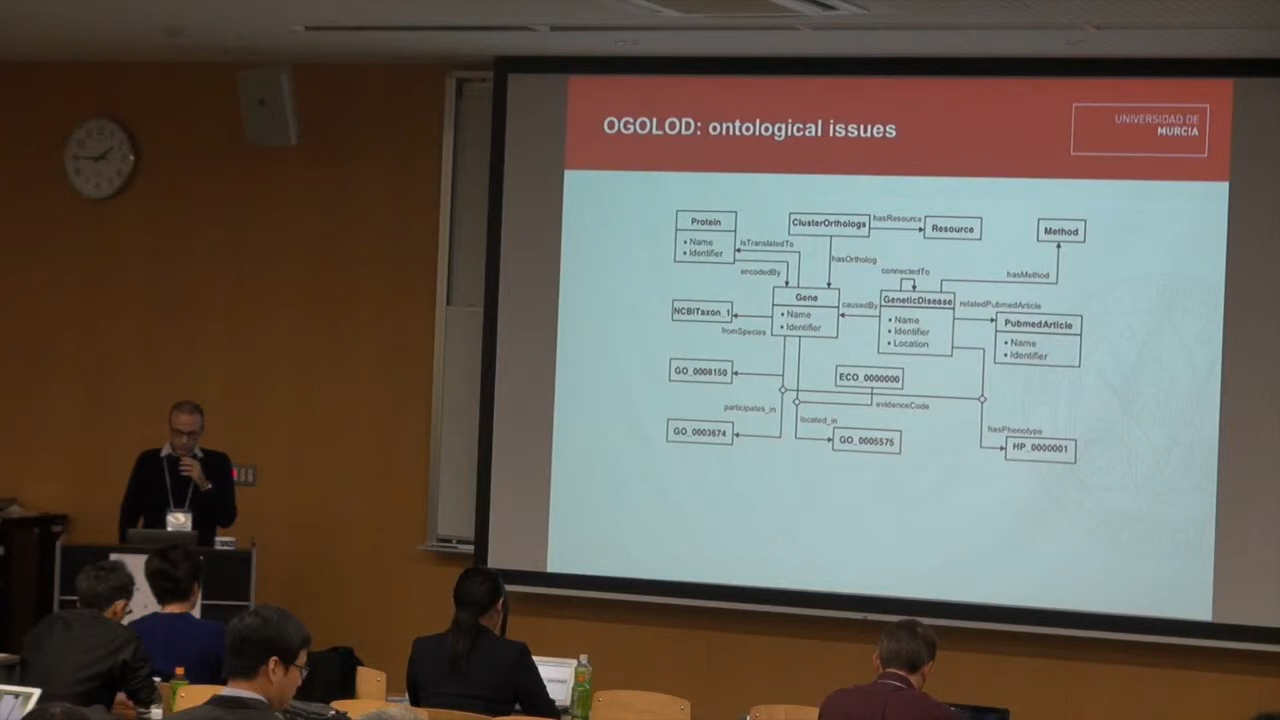 OGOLOD: ontological issues
UNIVERSIDAD DE
MURCIA
Protein
• Name
• Identifier
isTranslatedTo
encodedBy
ClusterOrthologs
hasResource
Resource
Method
hasOrtholog
connectedTo
hasMethod
Gene
• Name
• Identifier
causedBy
GeneticDisease
• Name
• Identifier
• Location
relatedPubmedArticle
PubmedArticle
• Name
• Identifier
NCBITaxon_1
fromSpecies
GO_0008150
ECO_0000000
evidenceCode
participates_in
located_in
GO_0003674
GO_0005575
hasPhenotype
HP_0000001